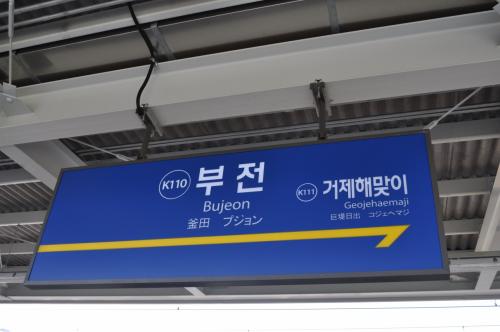 K110 부전
Bujeon
釜田 プジョン
K111 거제해맞이
Geojehaemaji
巨堤日出 コジェヘマジ